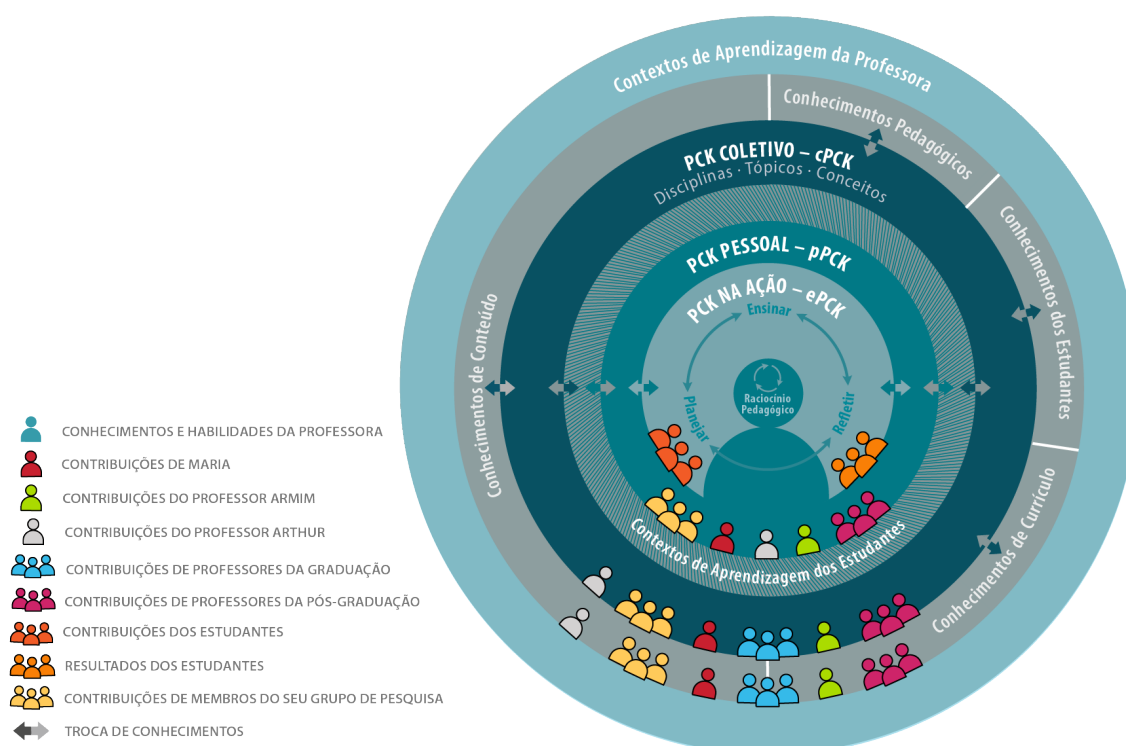 Contextos de Aprendizagem da Professora
Conhecimentos Pedagógicos
PCK COLETIVO – cPCK
Disciplinas · Tópicos · Conceitos
Conhecimentos dos Estudantes
PCK PESSOAL – pPCK
PCK NA AÇÃO – ePCK
Ensinar
Conhecimentos de Conteúdo
Raciocínio
Pedagógico
Planejar
Refletir
Contextos de Aprendizagem dos Estudantes
Conhecimentos de Currículo
CONHECIMENTOS E HABILIDADES DA PROFESSORA
CONTRIBUIÇÕES DE MARIA
CONTRIBUIÇÕES DO PROFESSOR ARMIM
CONTRIBUIÇÕES DO PROFESSOR ARTHUR
CONTRIBUIÇÕES DE PROFESSORES DA GRADUAÇÃO
CONTRIBUIÇÕES DE PROFESSORES DA PÓS-GRADUAÇÃO
CONTRIBUIÇÕES DOS ESTUDANTES
RESULTADOS DOS ESTUDANTES
CONTRIBUIÇÕES DE MEMBROS DO SEU GRUPO DE PESQUISA
TROCA DE CONHECIMENTOS